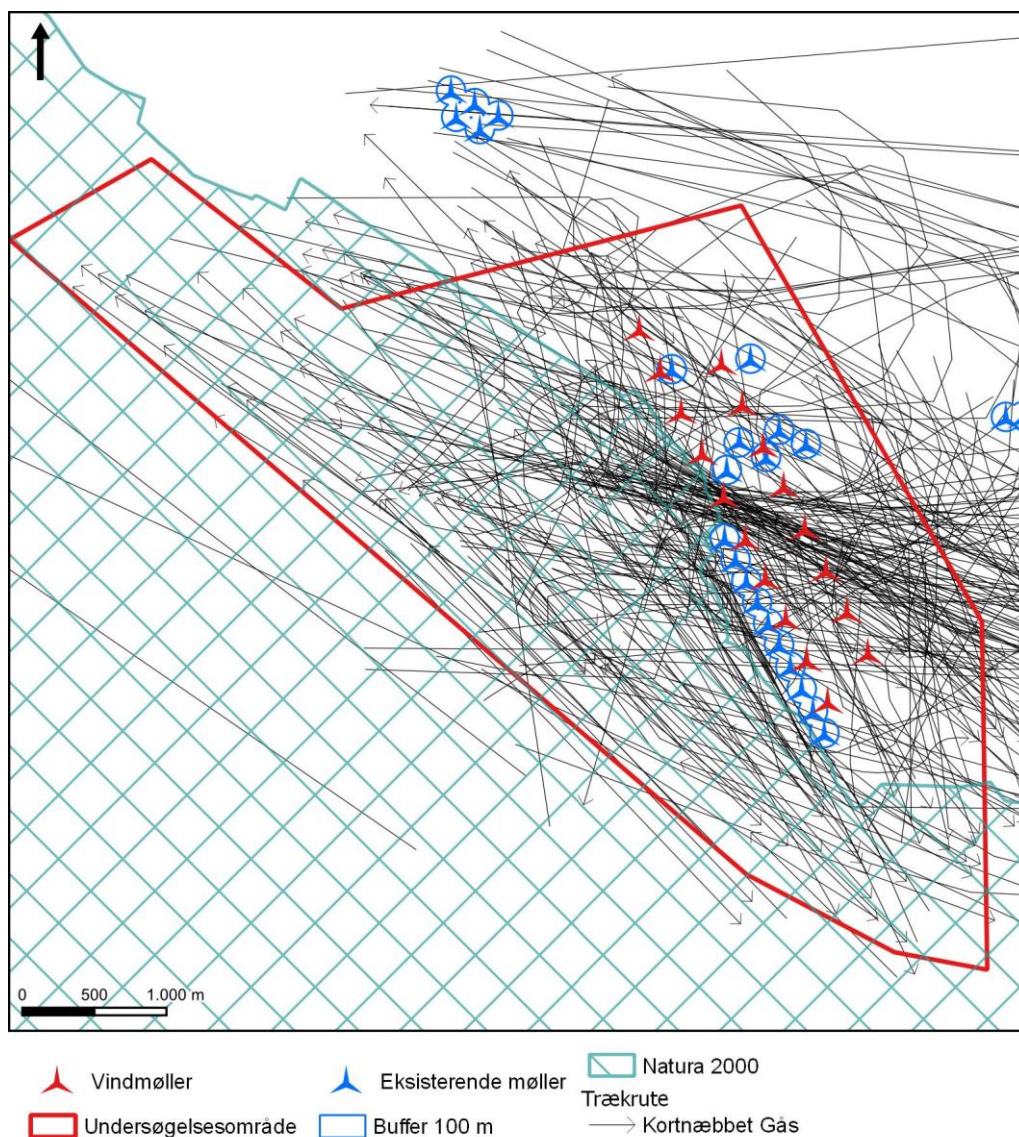 0 500 1.000 m
Vindmøller Eksisterende møller Natura 2000
Trækrute
Undersøgelsesområde Buffer 100 m Kortnæbbet Gås